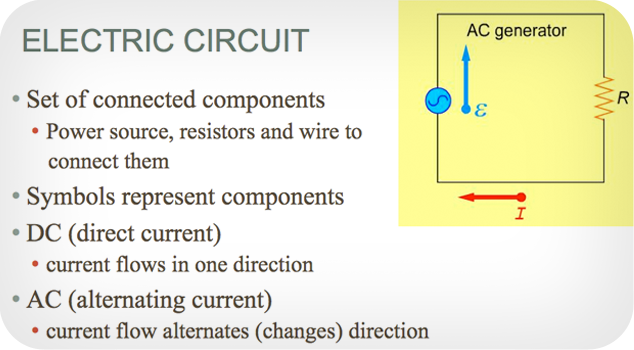 ELECTRIC CIRCUIT
• Set of connected components
• Power source, resistors and wire to
connect them
• Symbols represent components
• DC (direct current)
• current flows in one direction
• AC (alternating current)
• current flow alternates (changes) direction
AC generator
ε
R
I